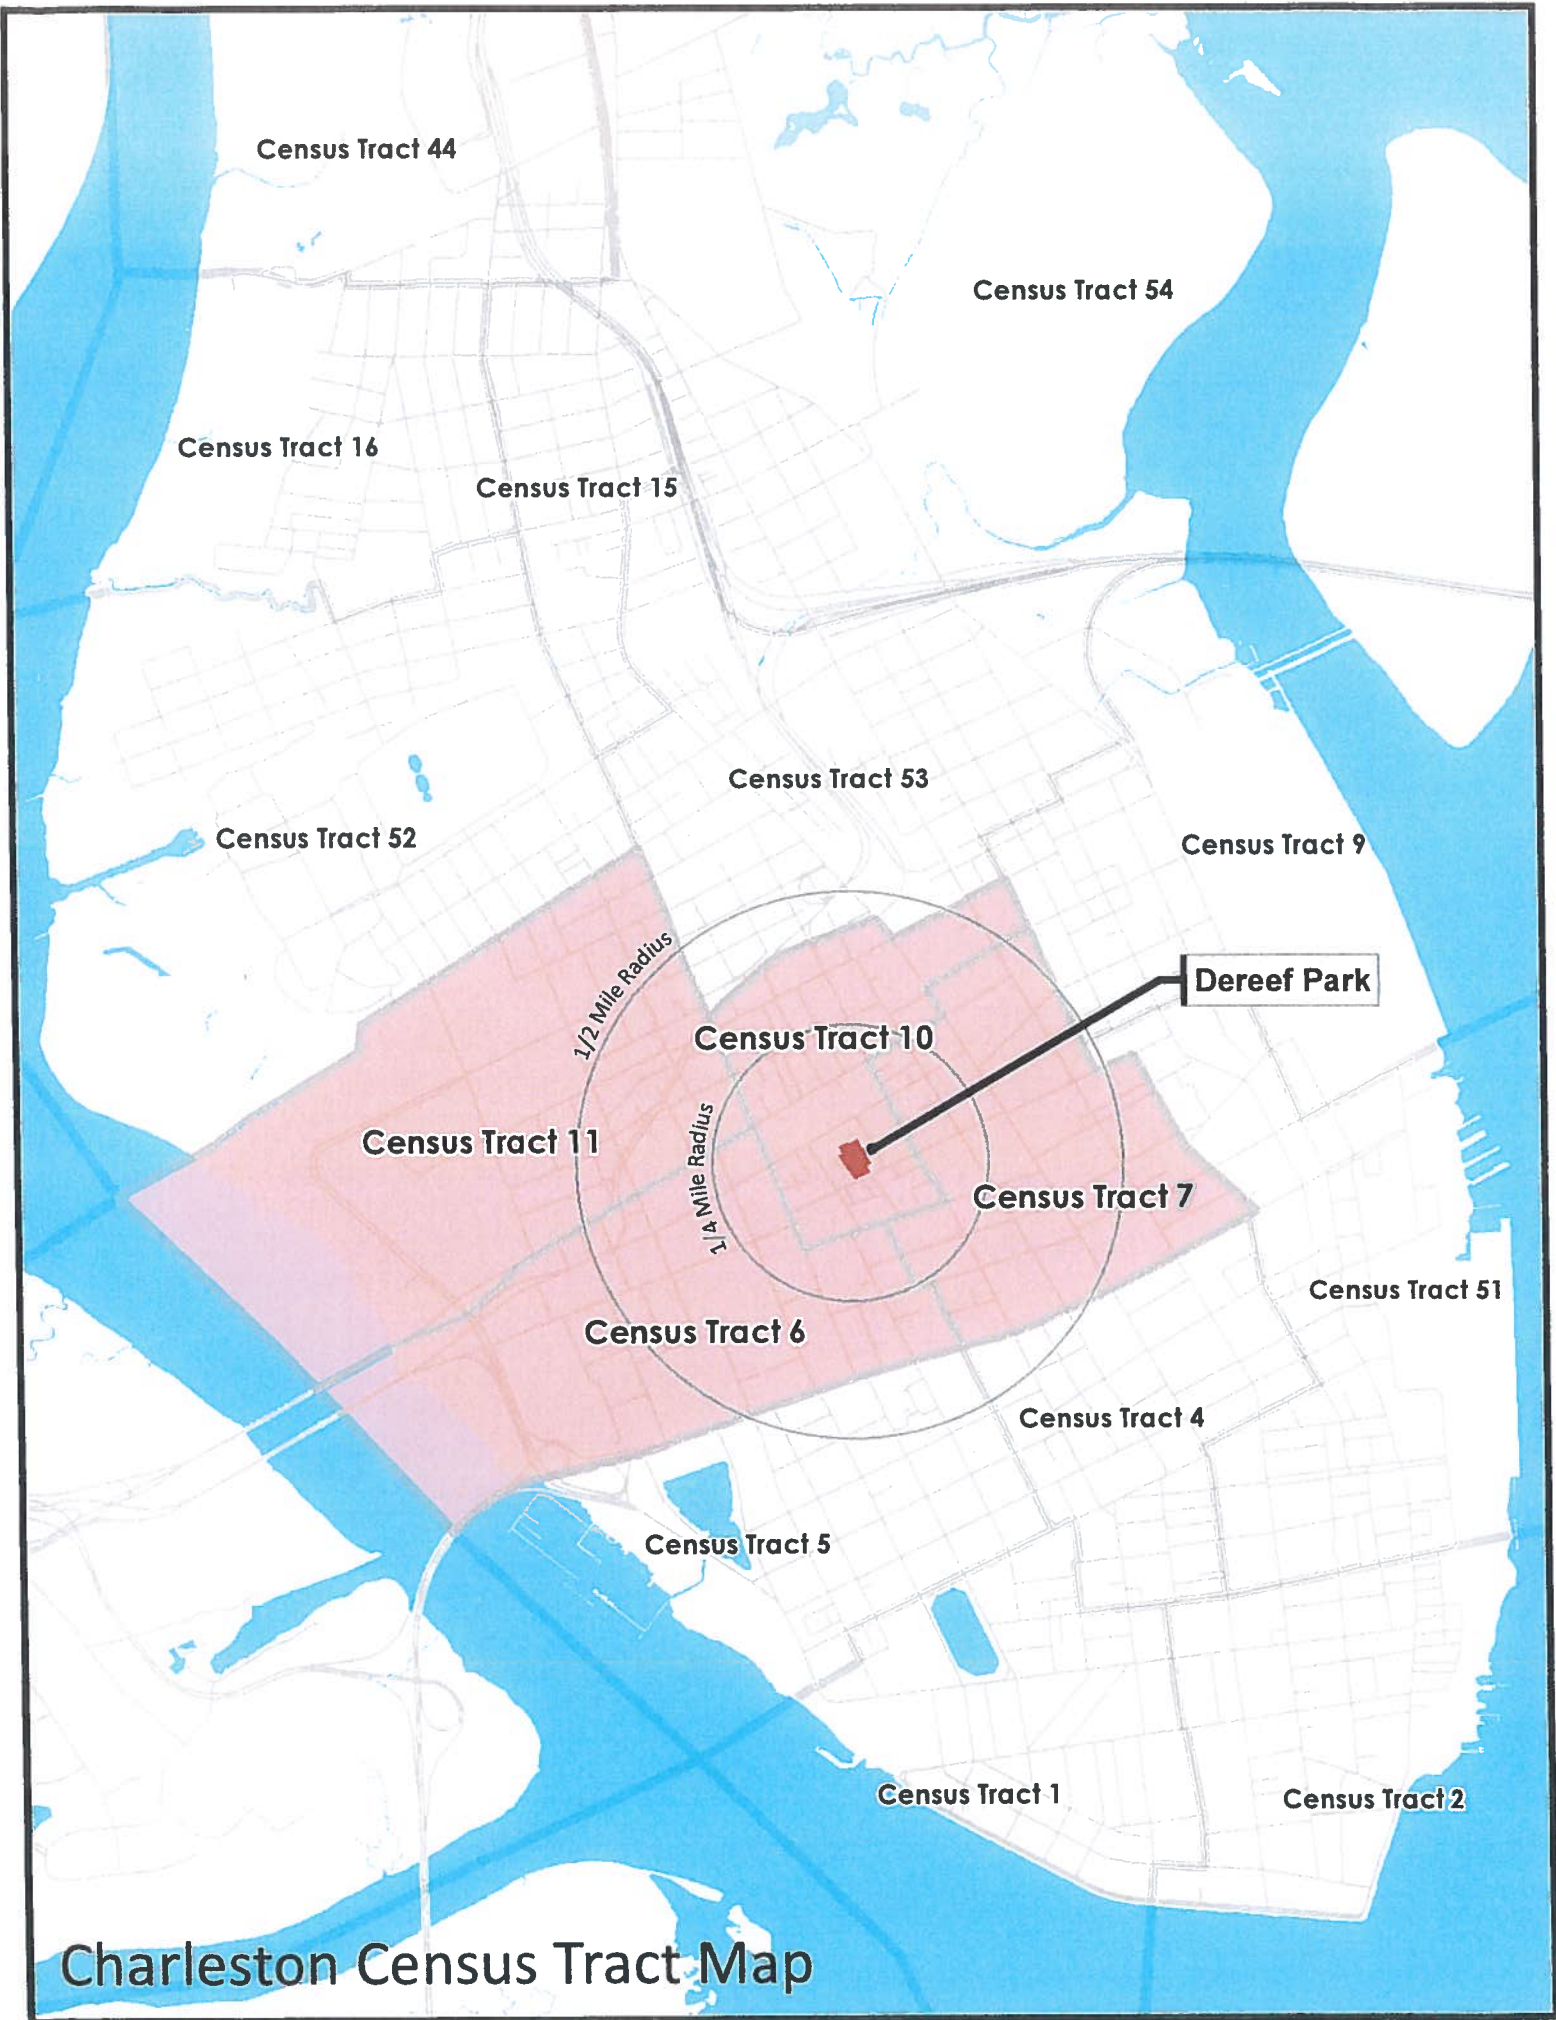 Census Tract 44
Census Tract 54
Census Tract 16
Census Tract 15
Census Tract 53
Census Tract 52
Census Tract 9
1/2 Mile Radius
Dereef Park
Census Tract 10
Census Tract 11
1/4 Mile Radius
Census Tract 7
Census Tract 51
Census Tract 6
Census Tract 4
Census Tract 5
Census Tract 1
Census Tract 2
Charleston Census Tract Map